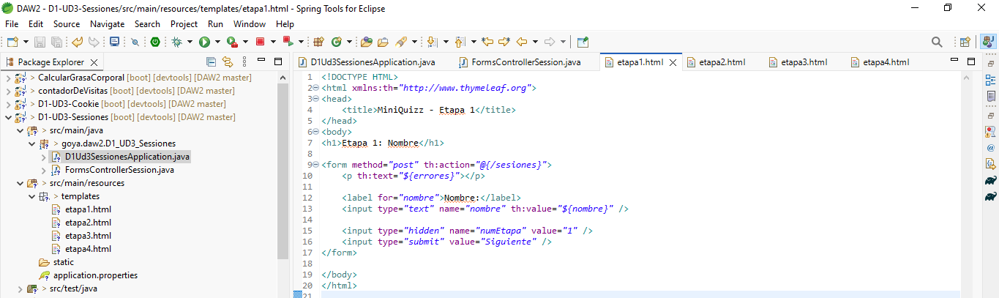 DAW2 - D1-UD3-Sessiones/src/main/resources/templates/etapa1.html - Spring Tools for Eclipse
File Edit Source Navigate Search Project Run Window Help
Package Explorer
D1Ud3SessionesApplication.java FormsControllerSession.java etapa1.html etapa2.html etapa3.html etapa4.html
CalcularGrasaCorporal [boot] [devtools] [DAW2 master]
contadorDeVisitas [boot] [devtools] [DAW2 master]
D1-UD3-Cookie [boot] [devtools] [DAW2 master]
D1-UD3-Sessiones [boot] [devtools] [DAW2 master]
src/main/java
goya.daw2.D1_UD3_Sessiones
D1Ud3SessionesApplication.java
FormsControllerSession.java
src/main/resources
templates
etapa1.html
etapa2.html
etapa3.html
etapa4.html
static
application.properties
src/test/java
1 <!DOCTYPE HTML>
2 <html xmlns:th="http://www.thymeleaf.org">
3 <head>
4 <title>MiniQuizz - Etapa 1</title>
5 </head>
6 <body>
7 <h1>Etapa 1: Nombre</h1>
8
9 <form method="post" th:action="@{/sesiones}">
10 <p th:text="${errores}"></p>
11
12 <label for="nombre">Nombre:</label>
13 <input type="text" name="nombre" th:value="${nombre}" />
14
15 <input type="hidden" name="numEtapa" value="1" />
16 <input type="submit" value="Siguiente" />
17 </form>
18
19 </body>
20 </html>
21